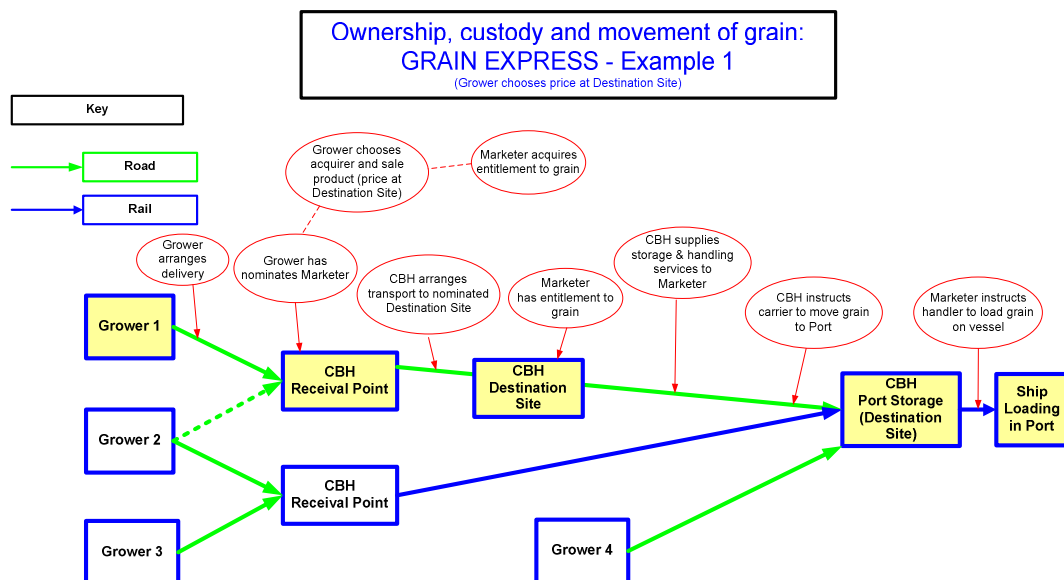 Ownership, custody and movement of grain:
GRAIN EXPRESS - Example 1
(Grower chooses price at Destination Site)
Key
Road
Rail
Grower chooses
acquirer and sale
product (price at
Destination Site)
Marketer acquires
entitlement to grain
Grower
arranges
delivery
Grower has
nominates Marketer
CBH arranges
transport to nominated
Destination Site
Marketer
has entitlement to
grain
CBH supplies
storage & handling
services to
Marketer
CBH instructs
carrier to move grain
to Port
Marketer instructs
handler to load grain
on vessel
Grower 1
CBH
Receival Point
CBH
Destination
Site
CBH
Port Storage
(Destination
Site)
Ship
Loading
in Port
Grower 2
CBH
Receival Point
Grower 3
Grower 4